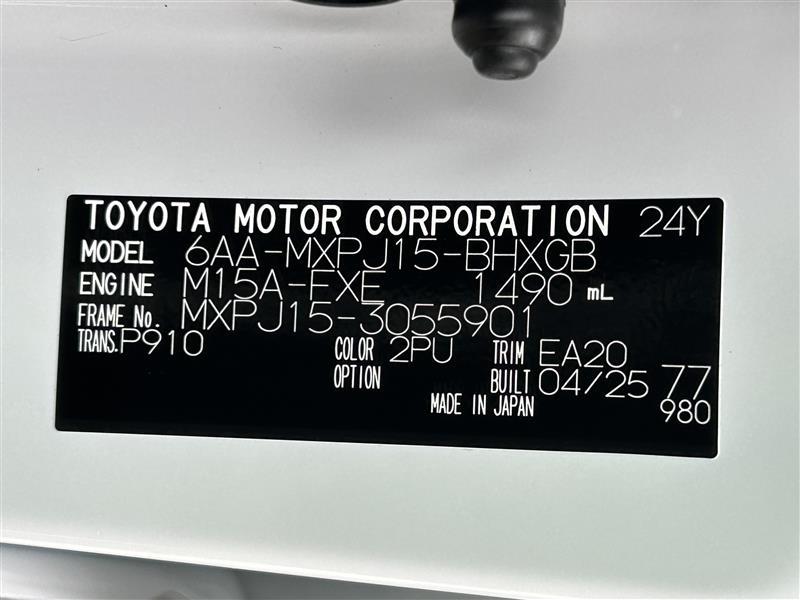 TOYOTA MOTOR CORPORATION 24Y
MODEL 6AA-MXPJ15-BHXGB
ENGINE M15A-FXE 1490 mL
FRAME No. MXPJ15-3055901
TRANS. P910 COLOR 2PU TRIM EA20
OPTION BUILT 04/25 77
MADE IN JAPAN 980